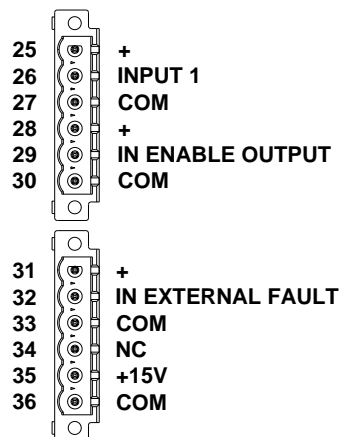 25 +
26 INPUT 1
27 COM
28 +
29 IN ENABLE OUTPUT
30 COM
31 +
32 IN EXTERNAL FAULT
33 COM
34 NC
35 +15V
36 COM